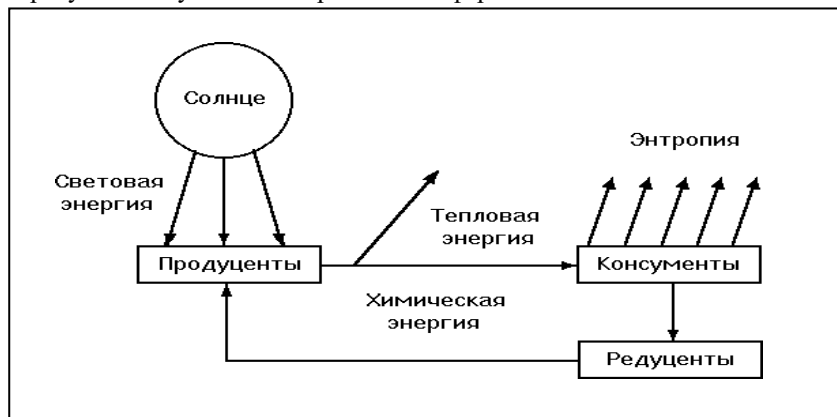 Солнце
Энтропия
Световая
энергия
Тепловая
энергия
Продуценты
Консументы
Химическая
энергия
Редуценты